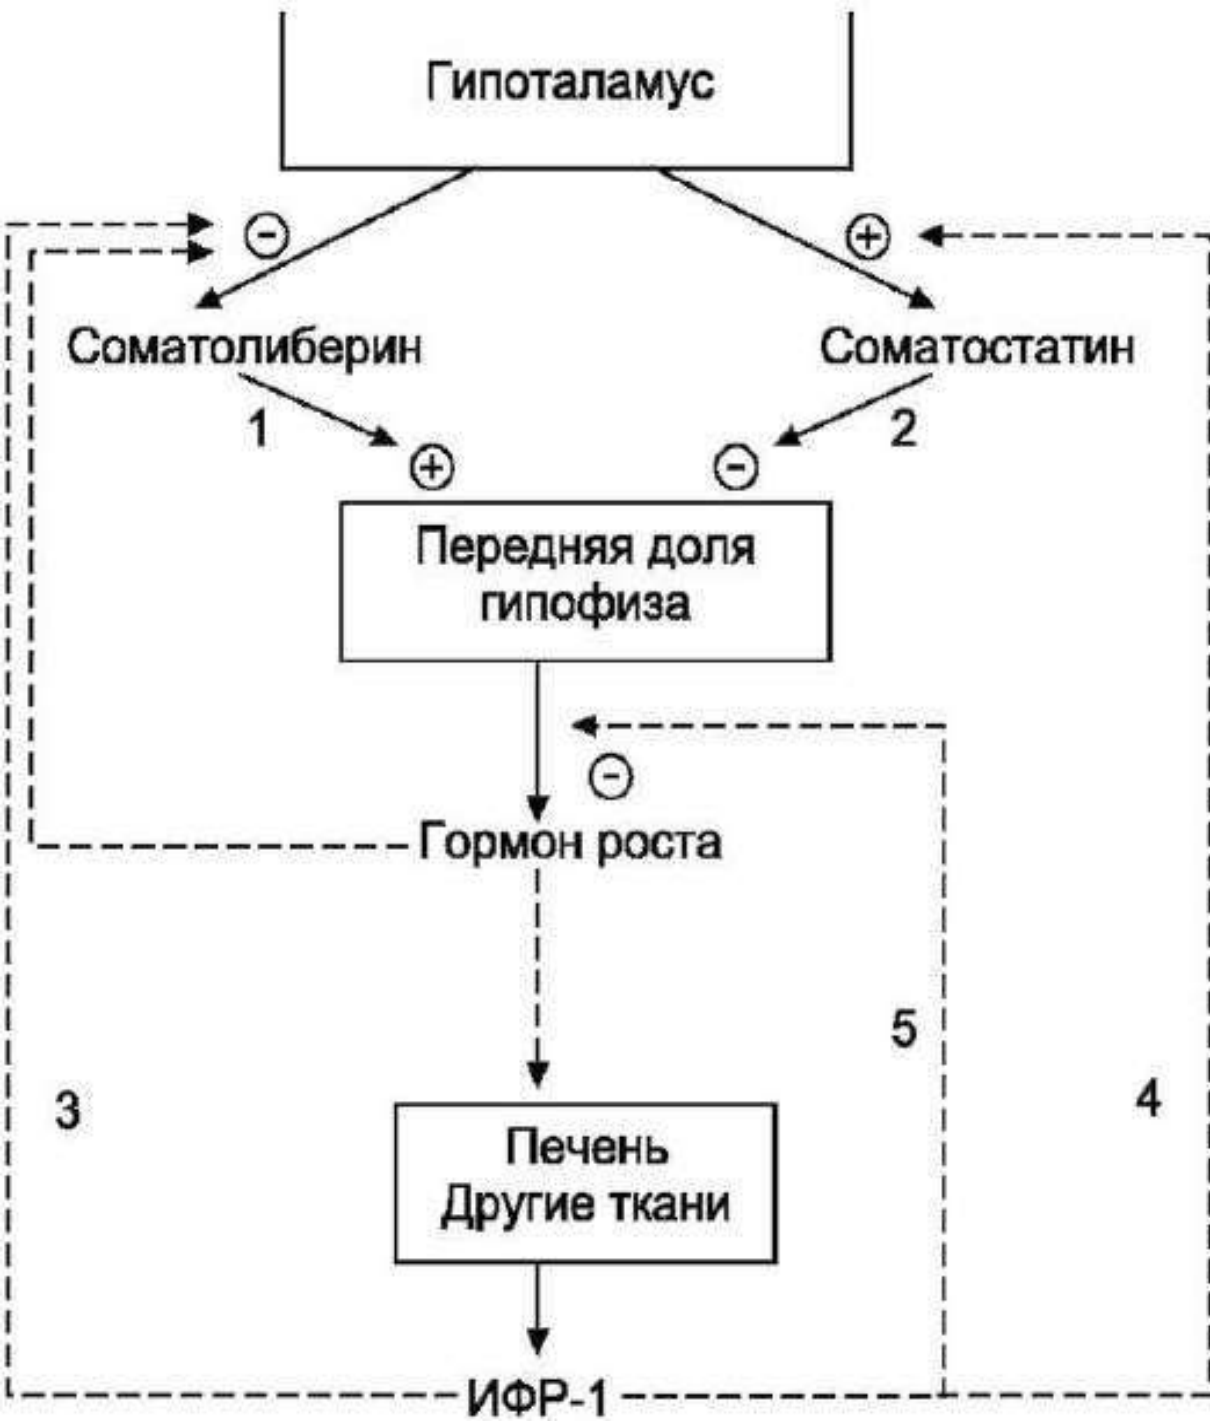 Гипоталамус
-
+
Соматолиберин
Соматостатин
1
2
+
-
Передняя доля
гипофиза
-
Гормон роста
5
3
4
Печень
Другие ткани
ИФР-1